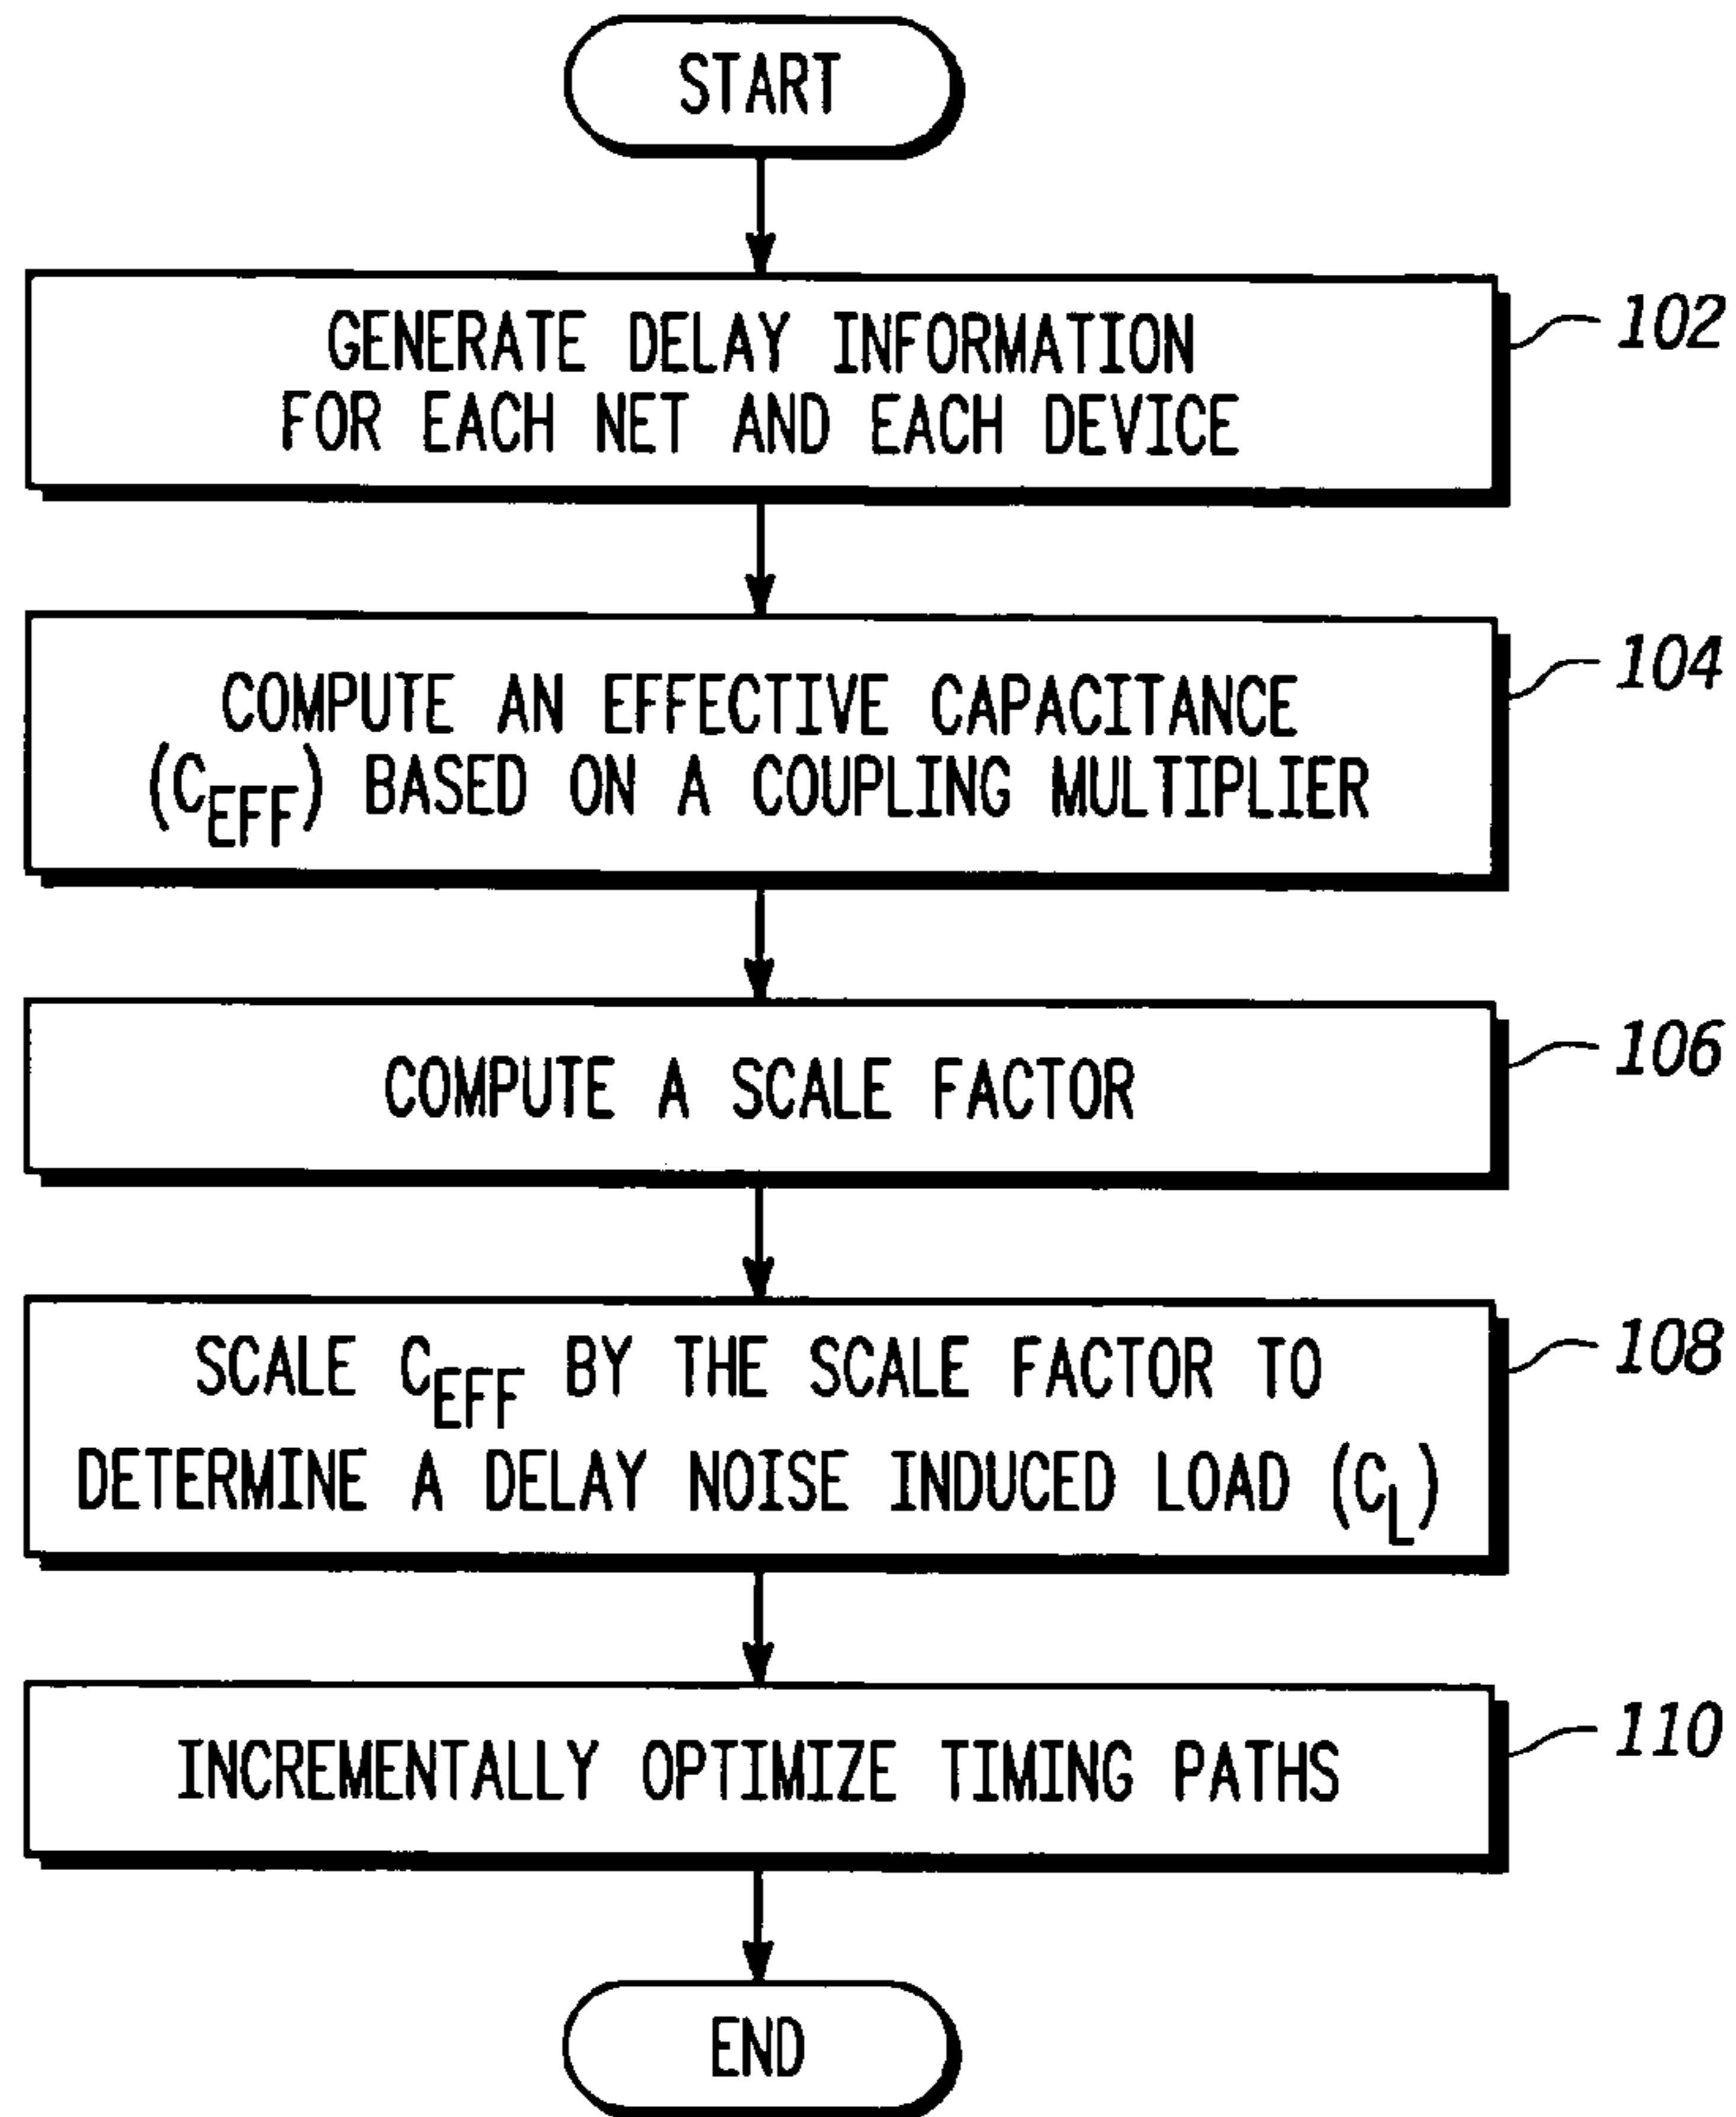 START
GENERATE DELAY INFORMATION
FOR EACH NET AND EACH DEVICE
102
COMPUTE AN EFFECTIVE CAPACITANCE
(CEFF) BASED ON A COUPLING MULTIPLIER
104
COMPUTE A SCALE FACTOR
106
SCALE CEFF BY THE SCALE FACTOR TO
DETERMINE A DELAY NOISE INDUCED LOAD (CL)
108
INCREMENTALLY OPTIMIZE TIMING PATHS
110
END